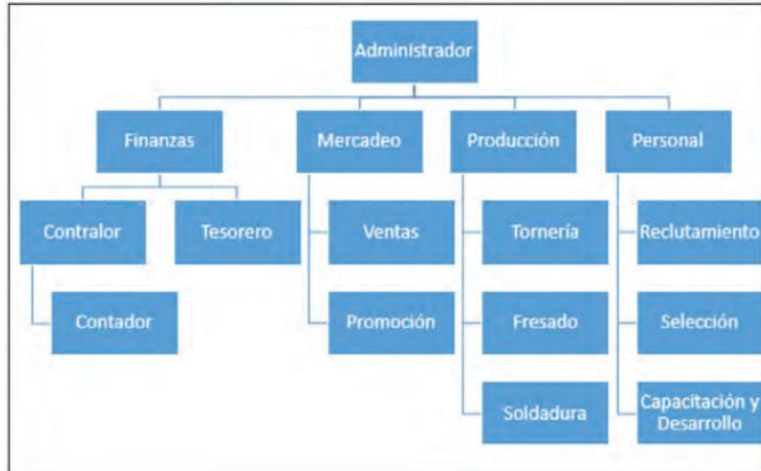 Administrador
Finanzas
Mercadeo
Producción
Personal
Contralor
Tesorero
Ventas
Tornería
Reclutamiento
Contador
Promoción
Fresado
Selección
Soldadura
Capacitación y
Desarrollo